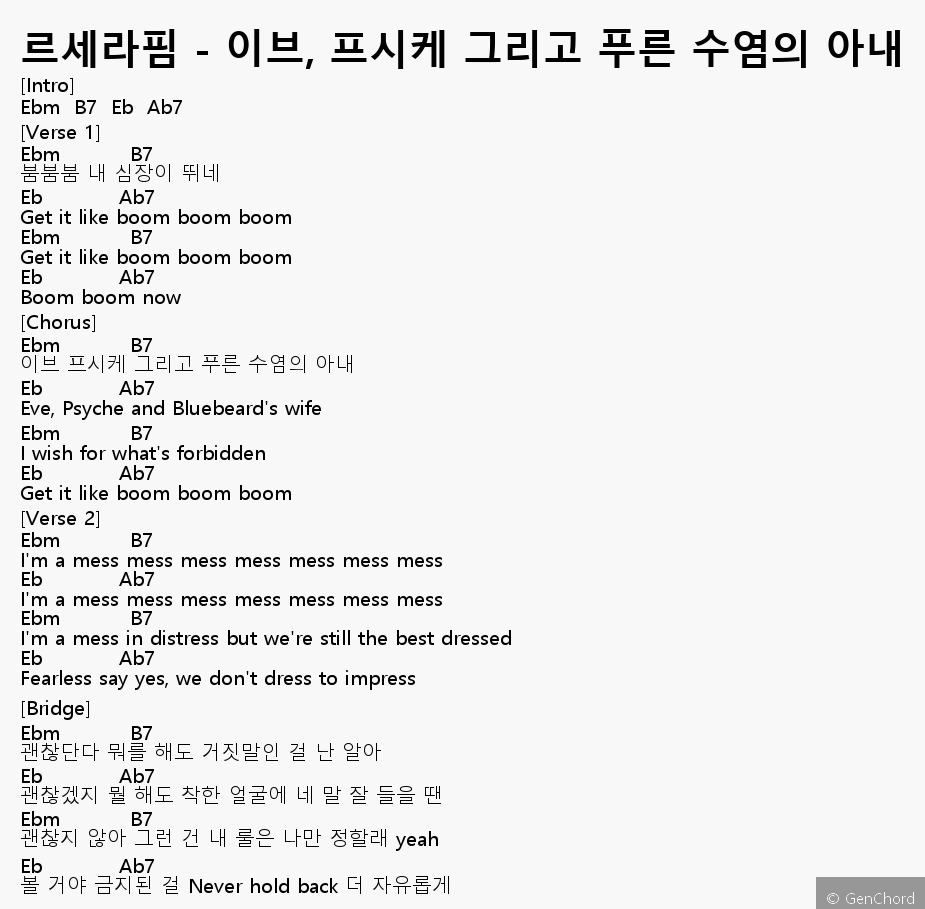 르세라핌 - 이브, 프시케 그리고 푸른 수염의 아내
[Intro]
Ebm B7 Eb Ab7
[Verse 1]
Ebm B7
붐붐붐 내 심장이 뛰네
Eb Ab7
Get it like boom boom boom
Ebm B7
Get it like boom boom boom
Eb Ab7
Boom boom now
[Chorus]
Ebm B7
이브 프시케 그리고 푸른 수염의 아내
Eb Ab7
Eve, Psyche and Bluebeard's wife
Ebm B7
I wish for what's forbidden
Eb Ab7
Get it like boom boom boom
[Verse 2]
Ebm B7
I'm a mess mess mess mess mess mess mess
Eb Ab7
I'm a mess mess mess mess mess mess mess
Ebm B7
I'm a mess in distress but we're still the best dressed
Eb Ab7
Fearless say yes, we don't dress to impress
[Bridge]
Ebm B7
괜찮단다 뭐를 해도 거짓말인 걸 난 알아
Eb Ab7
괜찮겠지 뭘 해도 착한 얼굴에 네 말 잘 들을 땐
Ebm B7
괜찮지 않아 그런 건 내 룰은 나만 정할래 yeah
Eb Ab7
볼 거야 금지된 걸 Never hold back 더 자유롭게
© GenChord